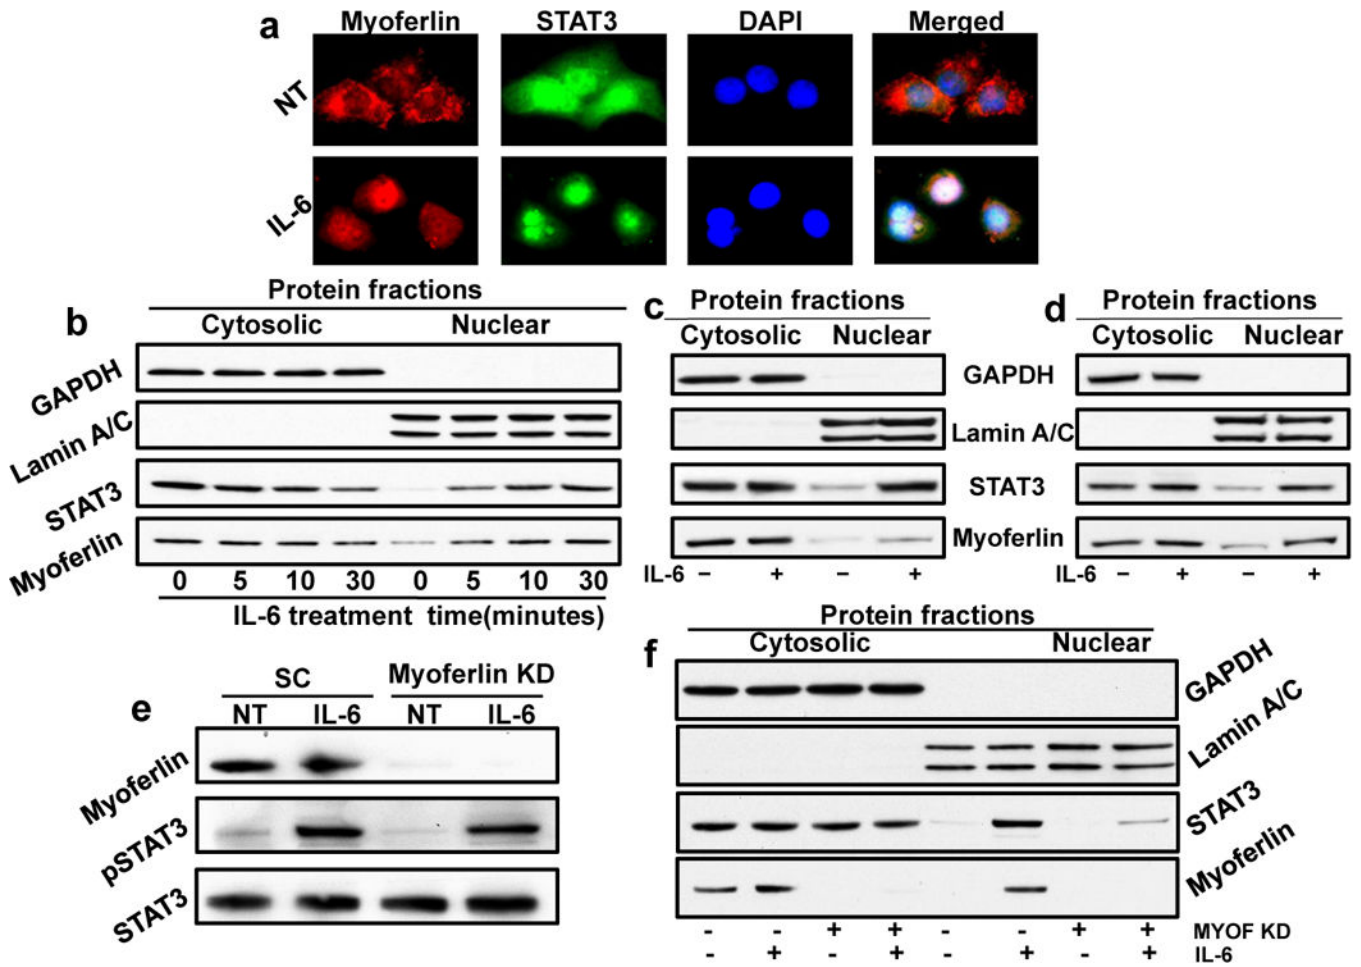 a
Myoferlin STAT3 DAPI Merged
NT
IL-6
b
Protein fractions
Cytosolic Nuclear
GAPDH
Lamin A/C
STAT3
Myoferlin
0 5 10 30 0 5 10 30
IL-6 treatment time(minutes)
c
Protein fractions
Cytosolic Nuclear
d
Protein fractions
Cytosolic Nuclear
GAPDH
Lamin A/C
STAT3
Myoferlin
IL-6 − + − +
IL-6 − + − +
e
SC Myoferlin KD
NT IL-6 NT IL-6
Myoferlin
pSTAT3
STAT3
f
Protein fractions
Cytosolic Nuclear
GAPDH
Lamin A/C
STAT3
Myoferlin
- - + + - - + + MYOF KD
- + - + - + - + IL-6